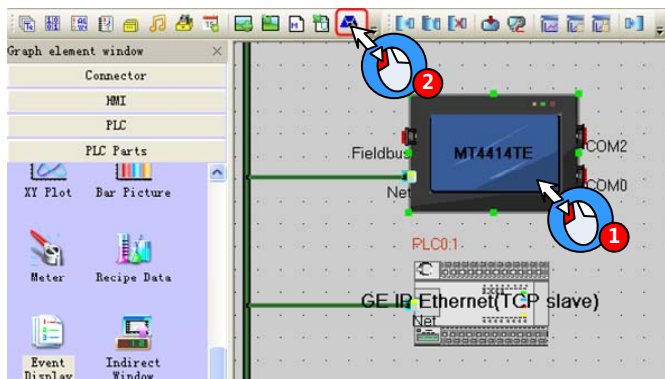 Graph element window
Connector
HMI
PLC
PLC Parts
XY Plot
Bar Picture
Meter
Recipe Data
Event
Display
Indirect
Window
2
Fieldbus
MT4414TE
COM2
Net
COM0
1
PLC0:1
GE IP Ethernet(TCP slave)
Net